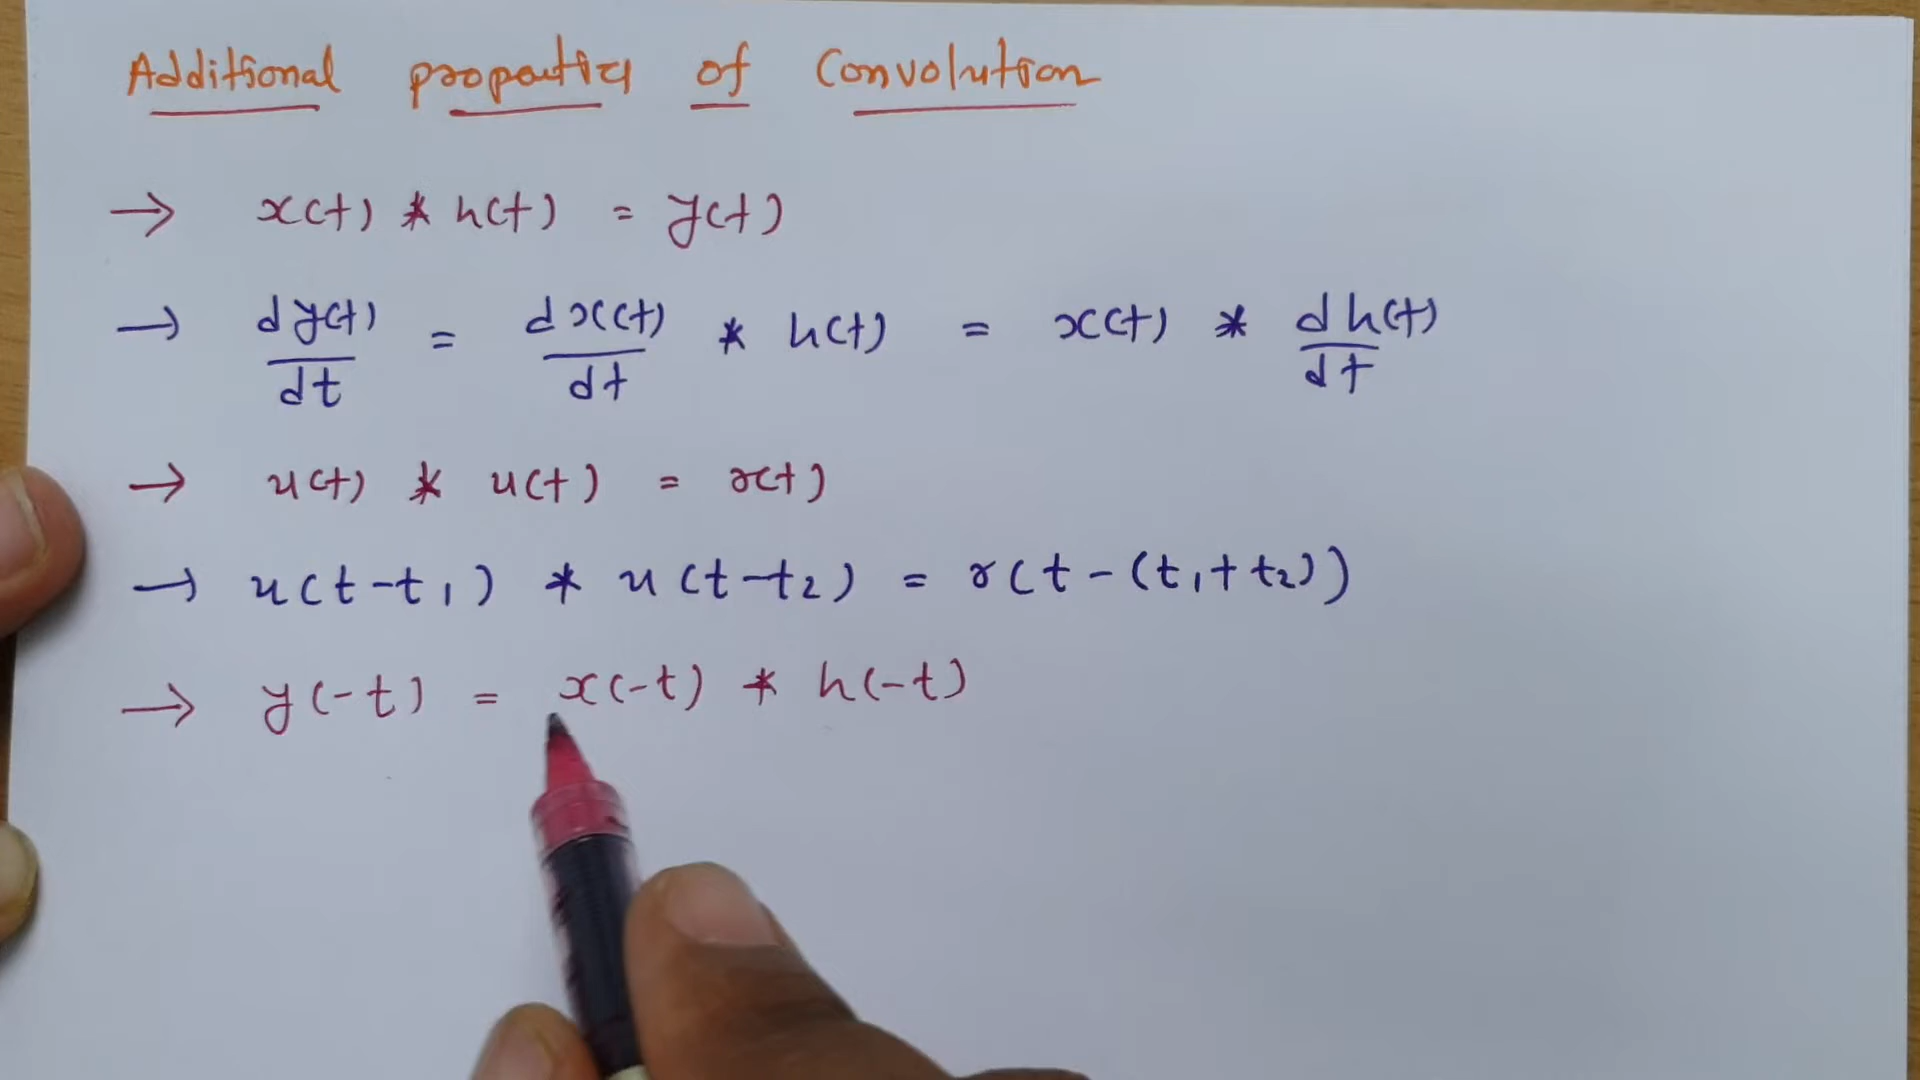 Additional properties of Convolution
→ x(t) * h(t) = y(t)
→ dy(t)/dt = dx(t)/dt * h(t) = x(t) * dh(t)/dt
→ u(t) * u(t) = r(t)
→ u(t-t₁) * u(t-t₂) = r(t-(t₁+t₂))
→ y(-t) = x(-t) * h(-t)